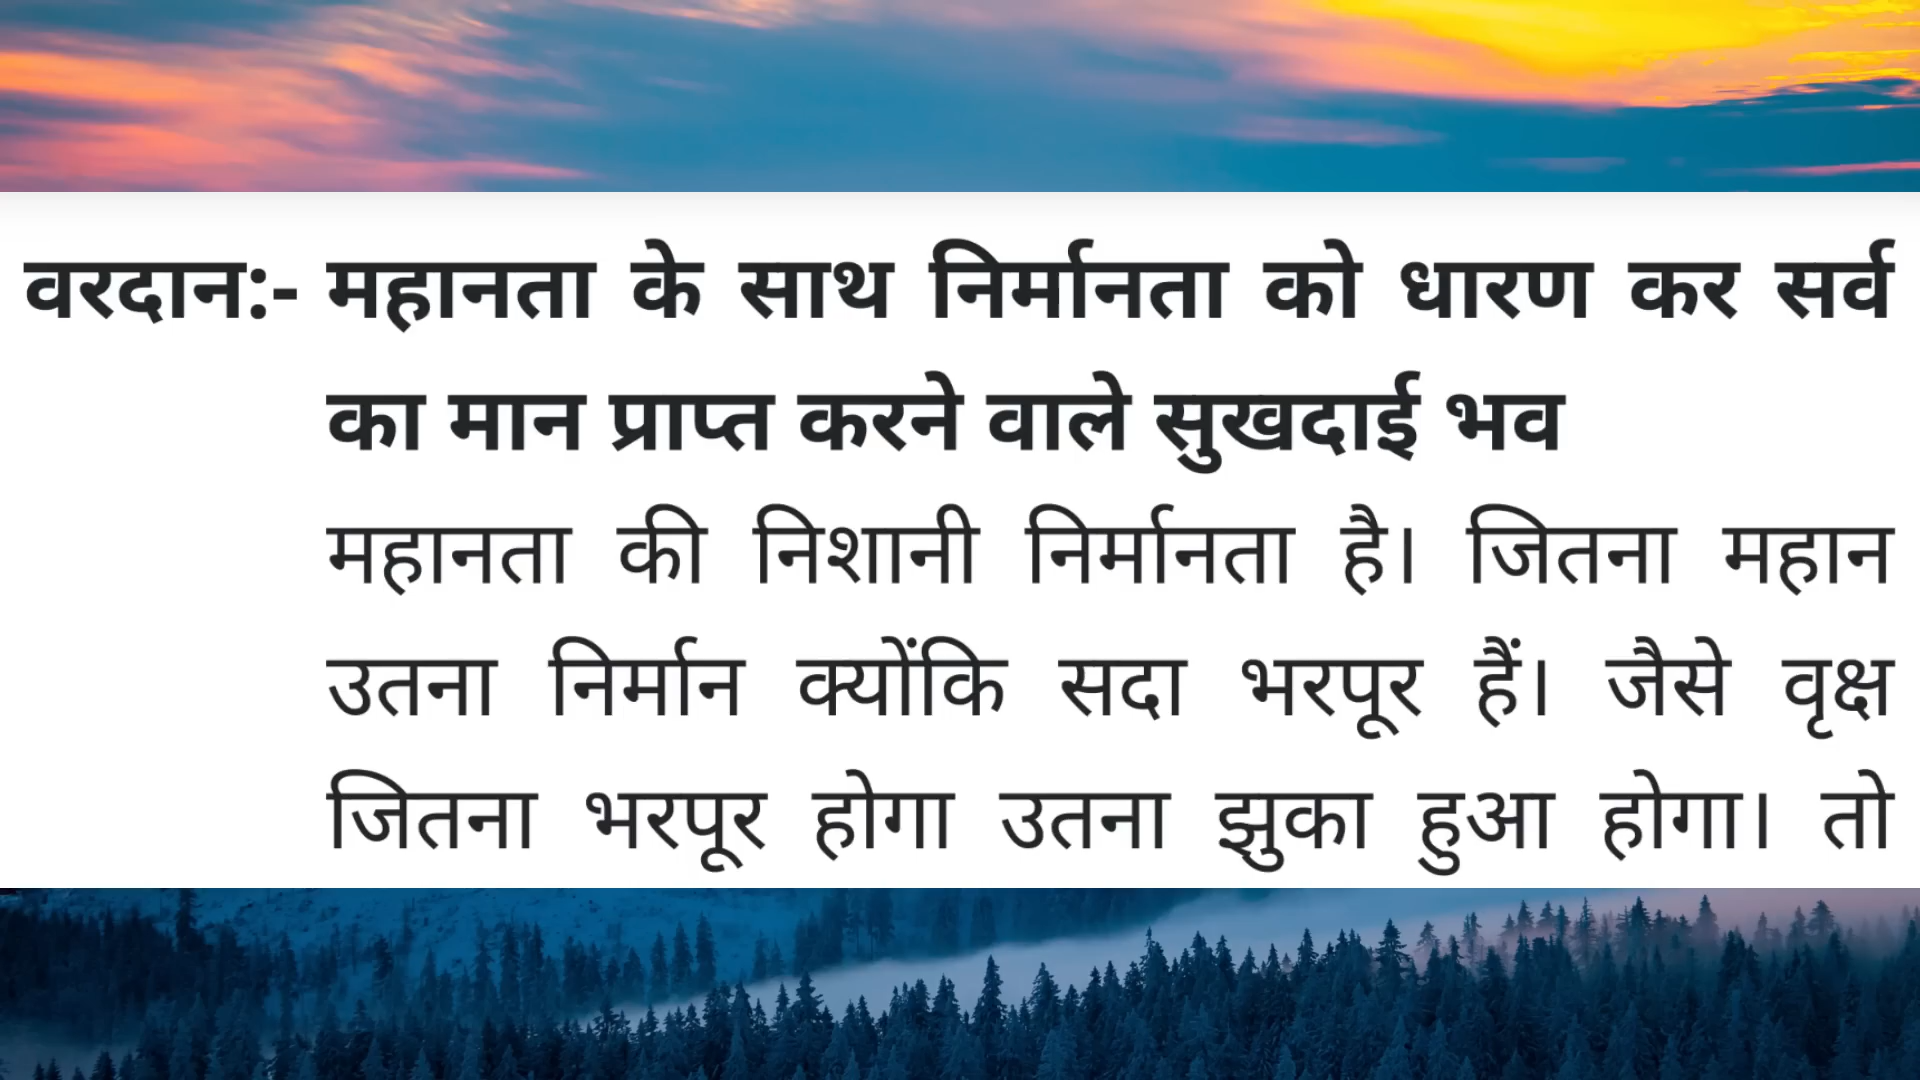 वरदान:- महानता के साथ निर्मानता को धारण कर सर्व
का मान प्राप्त करने वाले सुखदाई भव
महानता की निशानी निर्मानता है। जितना महान
उतना निर्मान क्योंकि सदा भरपूर हैं। जैसे वृक्ष
जितना भरपूर होगा उतना झुका हुआ होगा। तो